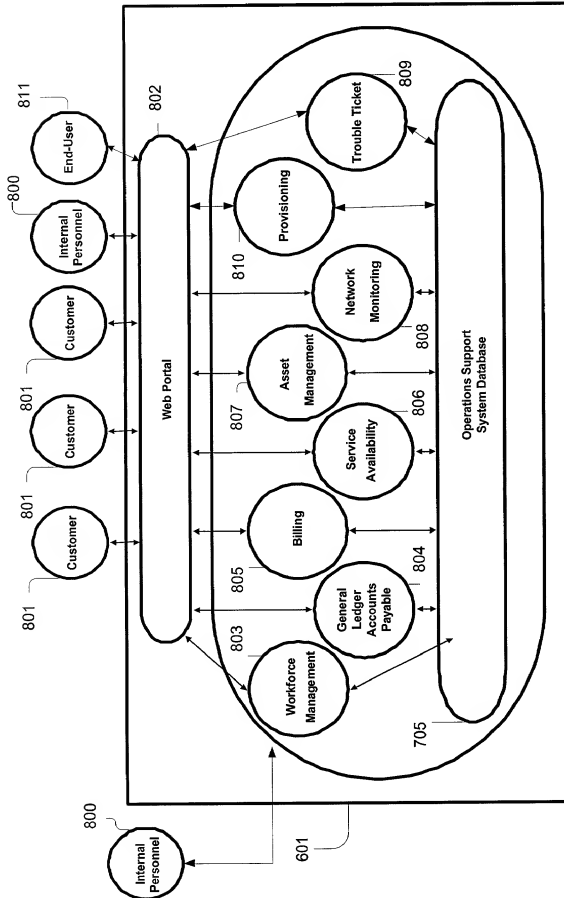 800
Internal
Personnel
801
Customer
801
Customer
801
Customer
800
Internal
Personnel
811
End-User
802
Web Portal
803
Workforce
Management
804
General
Ledger
Accounts
Payable
805
Billing
806
Service
Availability
807
Asset
Management
808
Network
Monitoring
810
Provisioning
809
Trouble Ticket
705
Operations Support
System Database
601